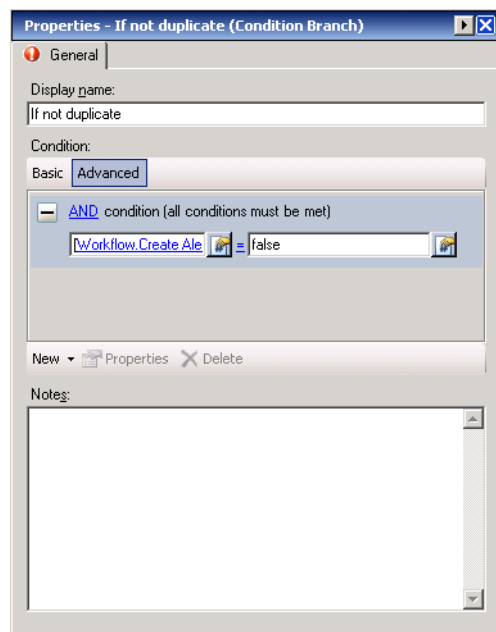 Properties - If not duplicate (Condition Branch)
General
Display name:
If not duplicate
Condition:
Basic Advanced
AND condition (all conditions must be met)
[Workflow.Create Ale = false
New Properties Delete
Notes: